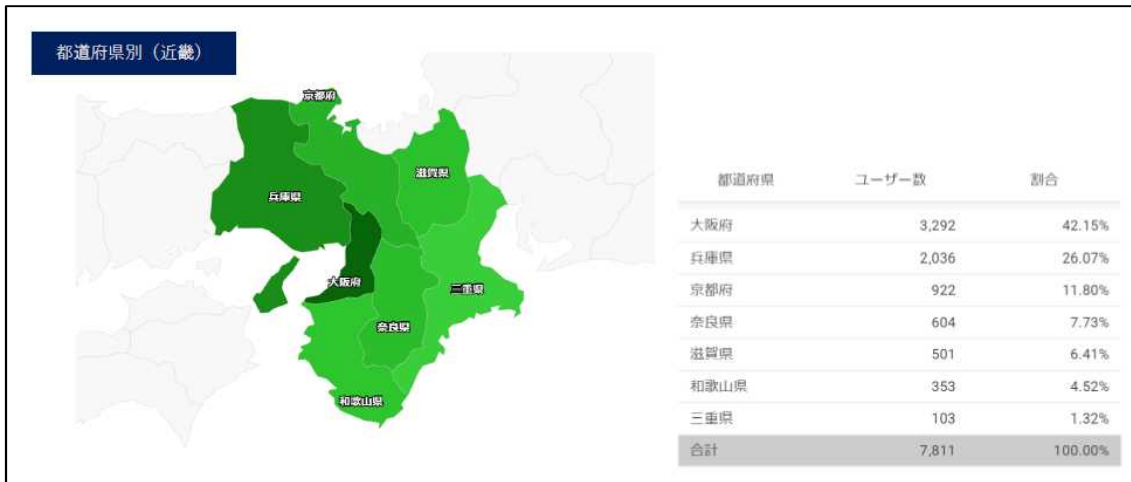 都道府県別（近畿）
京都府
滋賀県
兵庫県
大阪府
三重県
奈良県
和歌山県
都道府県 ユーザー数 割合
大阪府 3,292 42.15%
兵庫県 2,036 26.07%
京都府 922 11.80%
奈良県 604 7.73%
滋賀県 501 6.41%
和歌山県 353 4.52%
三重県 103 1.32%
合計 7,811 100.00%